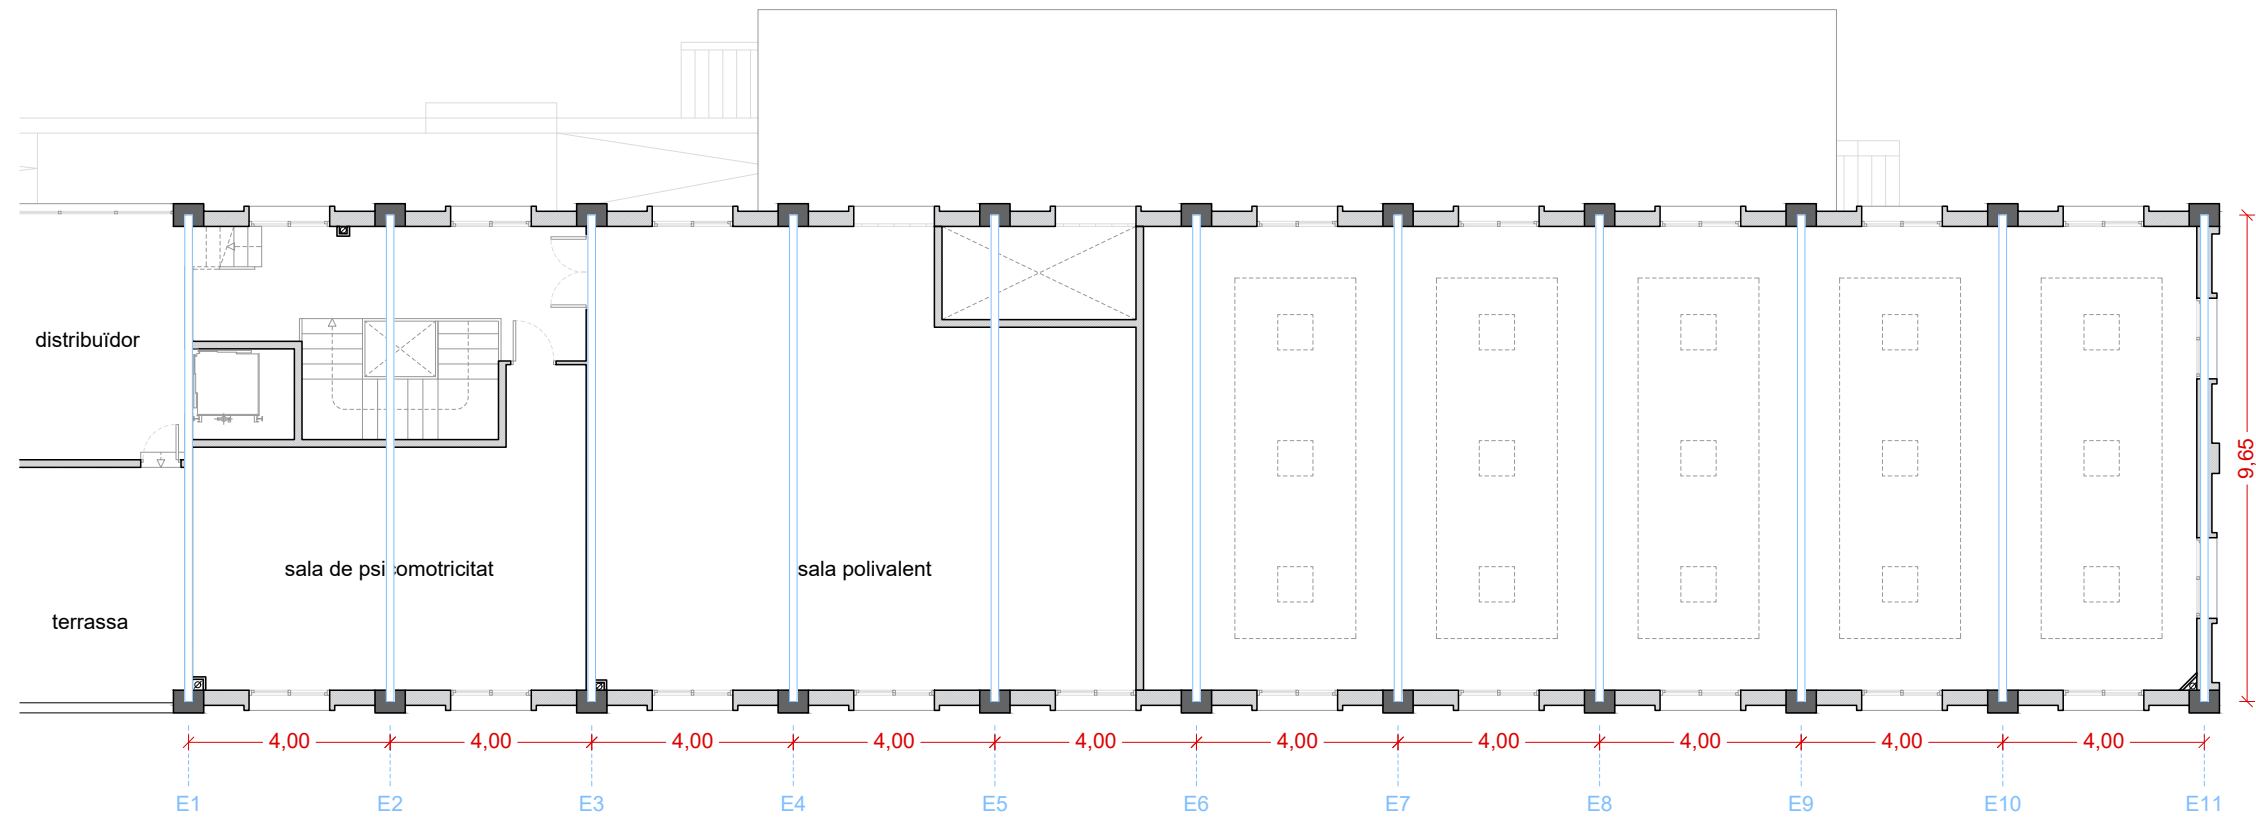 distribuïdor
9,65
sala de psicomotricitat
sala polivalent
terrassa
4,00 4,00 4,00 4,00 4,00 4,00 4,00 4,00 4,00 4,00
E1 E2 E3 E4 E5 E6 E7 E8 E9 E10 E11